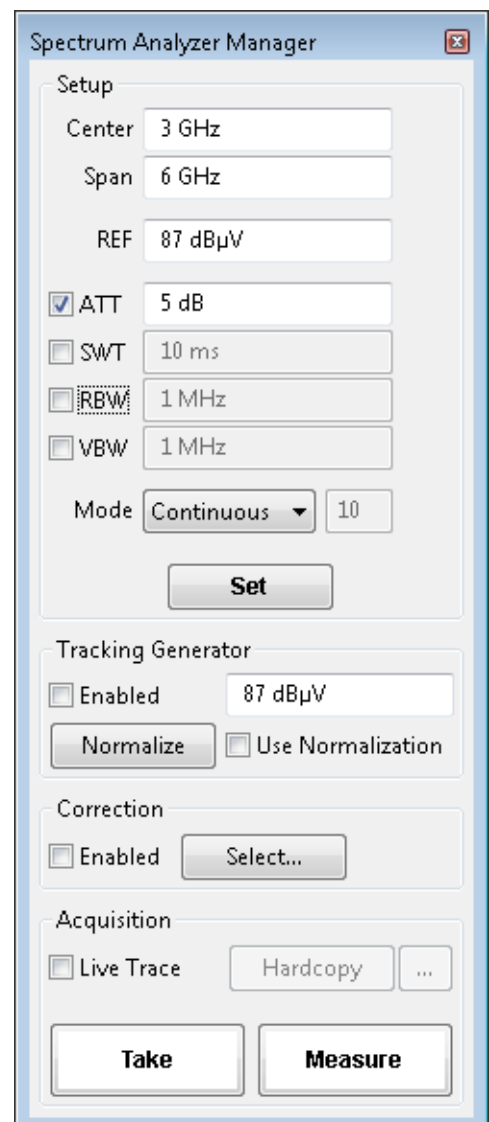 Spectrum Analyzer Manager
Setup
Center 3 GHz
Span 6 GHz
REF 87 dBµV
ATT 5 dB
SWT 10 ms
RBW 1 MHz
VBW 1 MHz
Mode Continuous 10
Set
Tracking Generator
Enabled 87 dBµV
Normalize Use Normalization
Correction
Enabled Select...
Acquisition
Live Trace Hardcopy ...
Take Measure